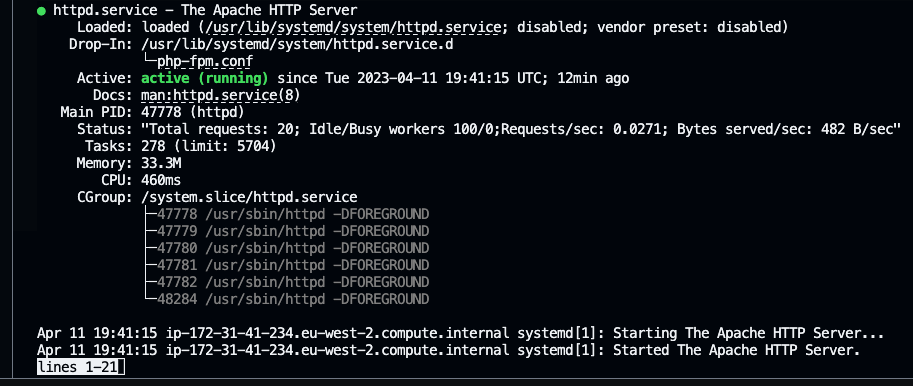 ● httpd.service - The Apache HTTP Server
Loaded: loaded (/usr/lib/systemd/system/httpd.service; disabled; vendor preset: disabled)
Drop-In: /usr/lib/systemd/system/httpd.service.d
└─php-fpm.conf
Active: active (running) since Tue 2023-04-11 19:41:15 UTC; 12min ago
Docs: man:httpd.service(8)
Main PID: 47778 (httpd)
Status: "Total requests: 20; Idle/Busy workers 100/0;Requests/sec: 0.0271; Bytes served/sec: 482 B/sec"
Tasks: 278 (limit: 5704)
Memory: 33.3M
CPU: 460ms
CGroup: /system.slice/httpd.service
├─47778 /usr/sbin/httpd -DFOREGROUND
├─47779 /usr/sbin/httpd -DFOREGROUND
├─47780 /usr/sbin/httpd -DFOREGROUND
├─47781 /usr/sbin/httpd -DFOREGROUND
├─47782 /usr/sbin/httpd -DFOREGROUND
└─48284 /usr/sbin/httpd -DFOREGROUND
Apr 11 19:41:15 ip-172-31-41-234.eu-west-2.compute.internal systemd[1]: Starting The Apache HTTP Server...
Apr 11 19:41:15 ip-172-31-41-234.eu-west-2.compute.internal systemd[1]: Started The Apache HTTP Server.
lines 1-21